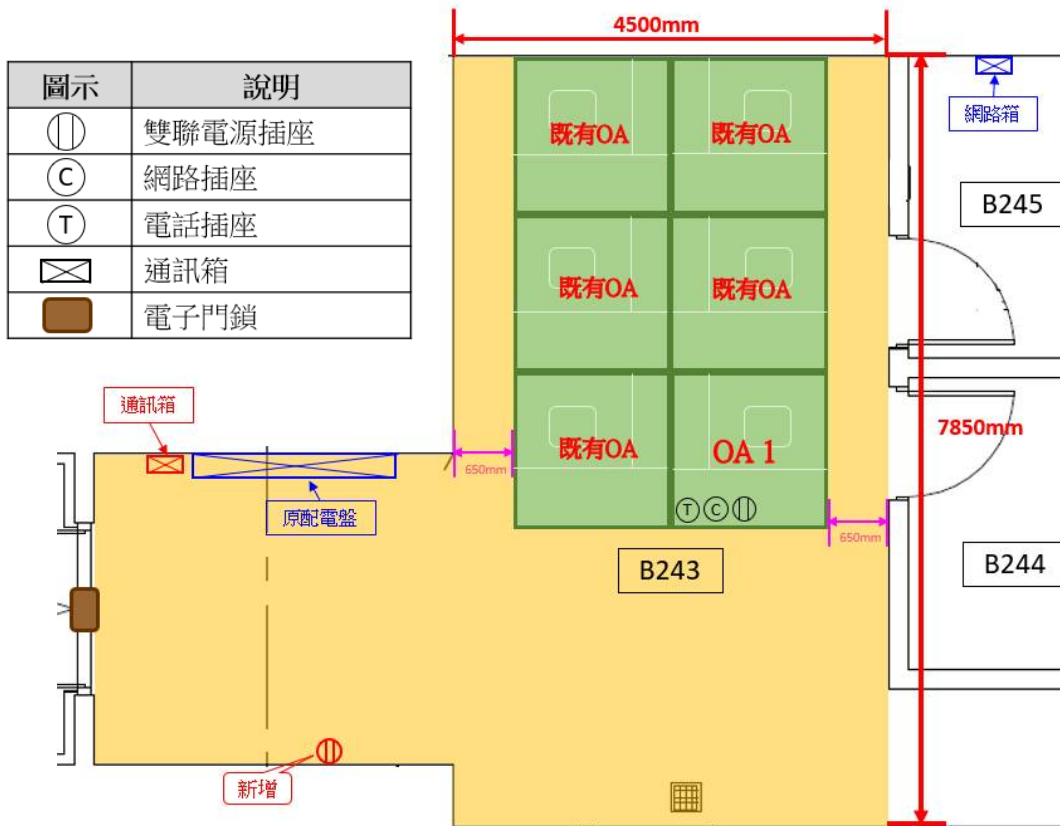 4500mm
圖示 說明
雙聯電源插座
C 網路插座
T 電話插座
通訊箱
電子門鎖
網路箱
既有OA 既有OA
B245
既有OA 既有OA
通訊箱
7850mm
既有OA OA 1
650mm
原配電盤
T C
650mm
B243
B244
新增